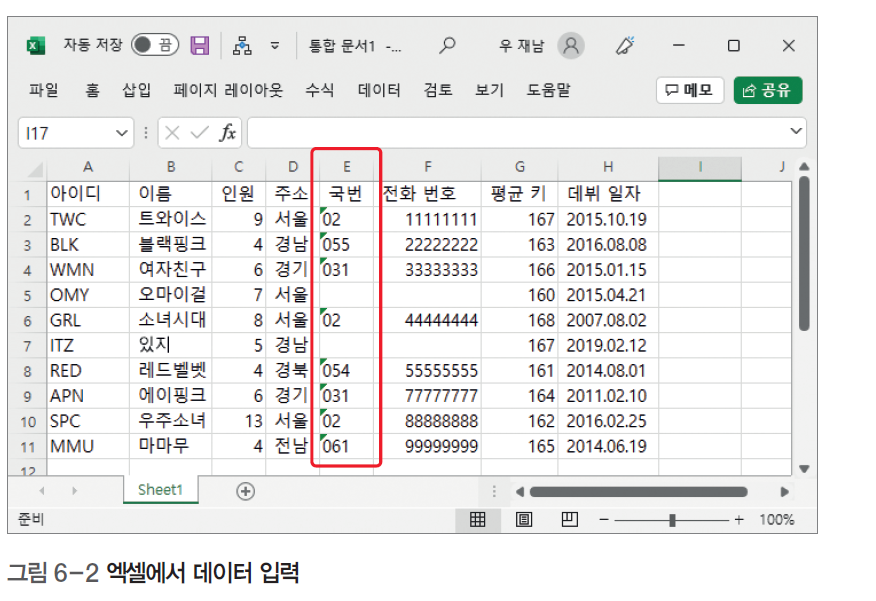 자동 저장 끔 통합 문서1 -... 우 재남
파일 홈 삽입 페이지 레이아웃 수식 데이터 검토 보기 도움말 메모 공유
I17 fx
A B C D E F G H I J
1 아이디 이름 인원 주소 국번 전화 번호 평균 키 데뷔 일자
2 TWC 트와이스 9 서울 02 11111111 167 2015.10.19
3 BLK 블랙핑크 4 경남 055 22222222 163 2016.08.08
4 WMN 여자친구 6 경기 031 33333333 166 2015.01.15
5 OMY 오마이걸 7 서울 160 2015.04.21
6 GRL 소녀시대 8 서울 02 44444444 168 2007.08.02
7 ITZ 있지 5 경남 167 2019.02.12
8 RED 레드벨벳 4 경북 054 55555555 161 2014.08.01
9 APN 에이핑크 6 경기 031 77777777 164 2011.02.10
10 SPC 우주소녀 13 서울 02 88888888 162 2016.02.25
11 MMU 마마무 4 전남 061 99999999 165 2014.06.19
12
Sheet1
준비 100%
그림 6-2 엑셀에서 데이터 입력